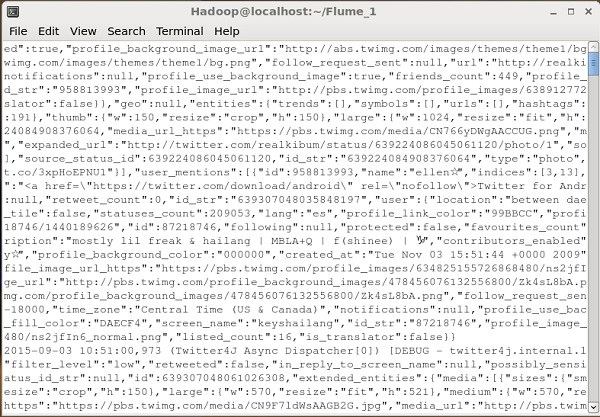 Hadoop@localhost:~/Flume_1
File Edit View Search Terminal Help
ed":true,"profile_background_image_url":"http://abs.twimg.com/images/themes/theme1/bg
wimg.com/images/themes/theme1/bg.png","follow_request_sent":null,"url":"http://realki
notifications":null,"profile_use_background_image":true,"friends_count":449,"profile_
d_str":"958813993","profile_image_url":"http://pbs.twimg.com/profile_images/638912772
slator":false}},"geo":null,"entities":{"trends":[],"symbols":[],"urls":[],"hashtags":
:191},"thumb":{"w":150,"resize":"crop","h":150},"large":{"w":1024,"resize":"fit","h":
24084908376064,"media_url_https":"https://pbs.twimg.com/media/CN766yDWgAACCUG.png","m
","expanded_url":"http://twitter.com/realkibum/status/639224086045061120/photo/1","so
],"source_status_id":639224086045061120,"id_str":"639224084908376064","type":"photo",
t.co/3xpHoEPNU1"}],"user_mentions":[{"id":958813993,"name":"ellen☆","indices":[3,13],
":"<a href=\"https://twitter.com/download/android\" rel=\"nofollow\">Twitter for Andr
:null,"retweet_count":0,"id_str":"639307048035848197","user":{"location":"between dae
_tile":false,"statuses_count":209053,"lang":"es","profile_link_color":"99BBCC","profi
18746/1440189626","id":87218746,"following":null,"protected":false,"favourites_count"
ription":"mostly lil freak & hailang | MBLA+Q | f(shinee) | ","contributors_enabled"
y☆","profile_background_color":"000000","created_at":"Tue Nov 03 15:51:44 +0000 2009"
file_image_url_https":"https://pbs.twimg.com/profile_images/634825155726868480/ns2jfI
ge_url":"http://pbs.twimg.com/profile_background_images/478456076132556800/Zk4sL8bA.p
mg.com/profile_background_images/478456076132556800/Zk4sL8bA.png","follow_request_sen
-18000,"time_zone":"Central Time (US & Canada)","notifications":null,"profile_use_bac
_fill_color":"DAECF4","screen_name":"keyshailang","id_str":"87218746","profile_image_
480/ns2jfIn6_normal.png","listed_count":16,"is_translator":false}}
2015-09-03 10:51:00,973 (Twitter4J Async Dispatcher[0]) [DEBUG - twitter4j.internal.l
"filter_level":"low","retweeted":false,"in_reply_to_screen_name":null,"possibly_sensi
atus_id_str":null,"id":639307048061026308,"extended_entities":{"media":[{"sizes":{"sm
esize":"crop","h":150},"large":{"w":570,"resize":"fit","h":521},"medium":{"w":570,"re
https":"https://pbs.twimg.com/media/CN9F7ldWsAAGB2G.jpg","media_url":"http://pbs.twim